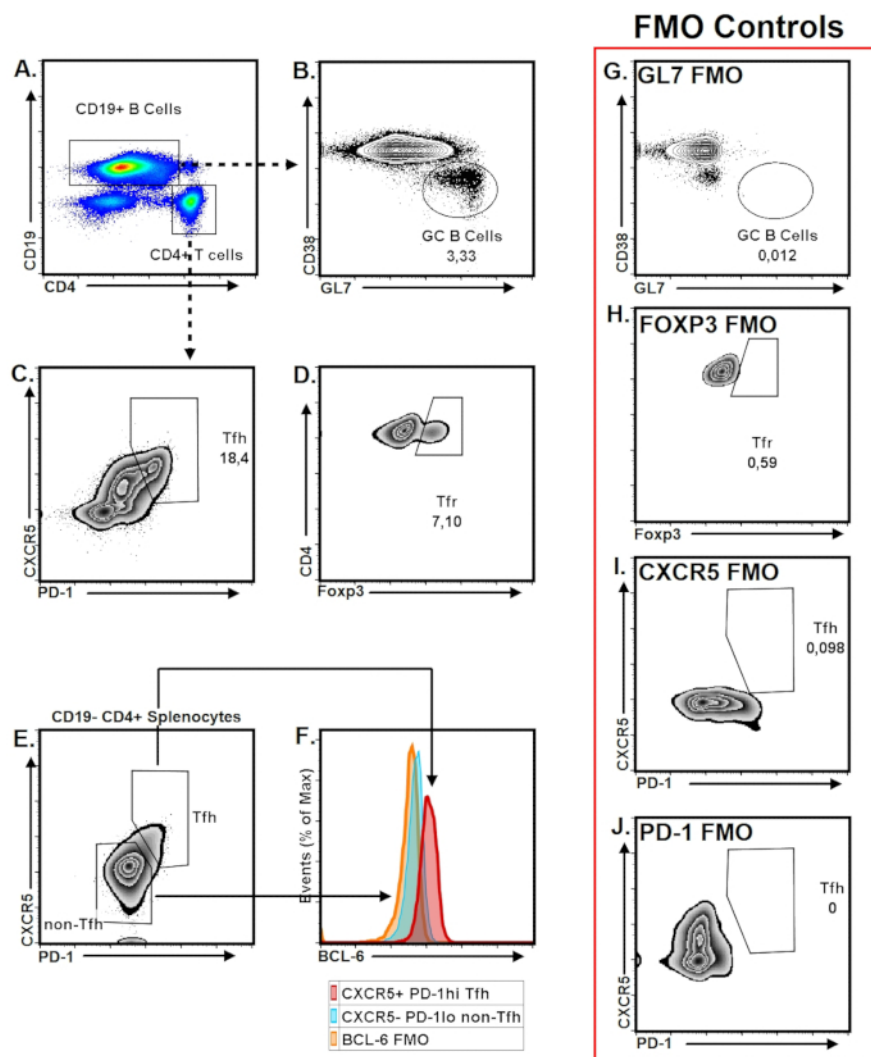 FMO Controls
A.
CD19+ B Cells
CD4+ T cells
CD19
CD4
B.
GC B Cells
3,33
CD38
GL7
G.
GL7 FMO
GC B Cells
0,012
CD38
GL7
H.
FOXP3 FMO
Tfr
0,59
Foxp3
C.
Tfh
18,4
CXCR5
PD-1
D.
Tfr
7,10
CD4
Foxp3
I.
CXCR5 FMO
Tfh
0,098
CXCR5
PD-1
CD19- CD4+ Splenocytes
E.
Tfh
non-Tfh
CXCR5
PD-1
F.
Events (% of Max)
BCL-6
J.
PD-1 FMO
Tfh
0
CXCR5
PD-1
CXCR5+ PD-1hi Tfh
CXCR5- PD-1lo non-Tfh
BCL-6 FMO